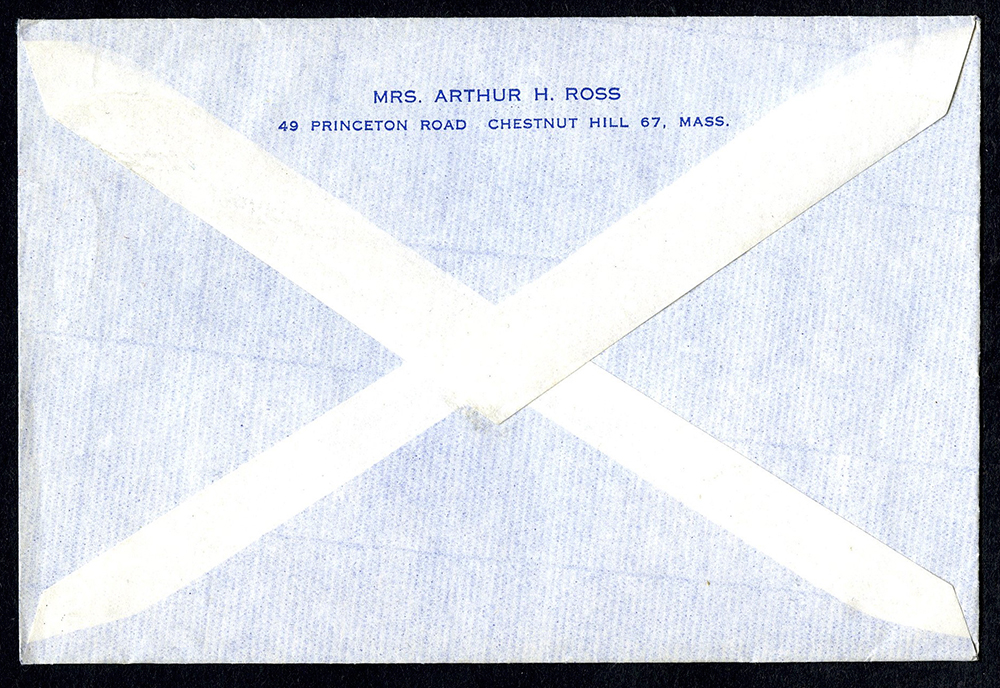 MRS. ARTHUR H. ROSS
49 PRINCETON ROAD CHESTNUT HILL 67, MASS.